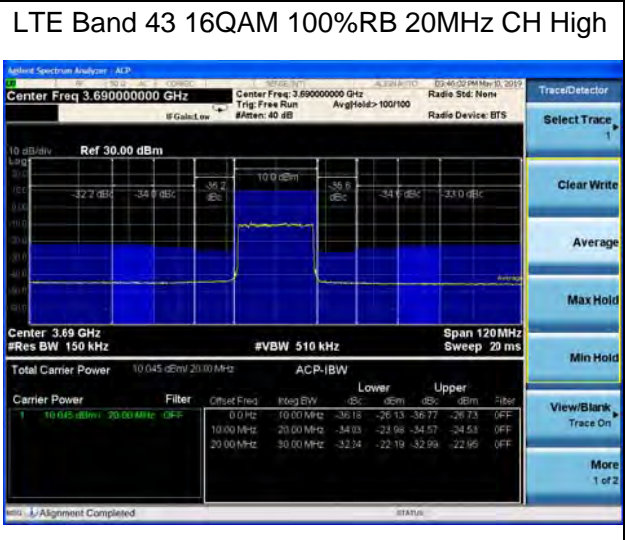 LTE Band 43 16QAM 100%RB 20MHz CH High
Agilent Spectrum Analyzer ACP
03:46:02 PM May 10, 2019
Center Freq 3.690000000 GHz
Center Freq: 3.690000000 GHz
Radio Std: None
Trig: Free Run
Avg|Hold:> 100/100
IFGain:Low
#Atten: 40 dB
Radio Device: BTS
10 dB/div Ref 30.00 dBm
Log
10.0 dBm
-32.2 dBc
-34.0 dBc
-36.2 dBc
-34.6 dBc
-33.0 dBc
Average
Center 3.69 GHz
Span 120 MHz
#Res BW 150 kHz
#VBW 510 kHz
Sweep 20 ms
Total Carrier Power 10.045 dBm/ 20.00 MHz
ACP-IBW
Lower Upper
Carrier Power Filter
Offset Freq Integ BW dBc dBm dBc dBm Filter
1 10.045 dBm / 20.00 MHz OFF
0.0 Hz 10.00 MHz -36.18 -26.13 -36.77 -26.73 OFF
10.00 MHz 20.00 MHz -34.03 -23.98 -34.57 -24.53 OFF
20.00 MHz 30.00 MHz -32.24 -22.19 -32.99 -22.95 OFF
Trace/Detector
Select Trace
1
Clear Write
Average
Max Hold
Min Hold
View/Blank
Trace On
More
1 of 2
MSG Alignment Completed
STATUS